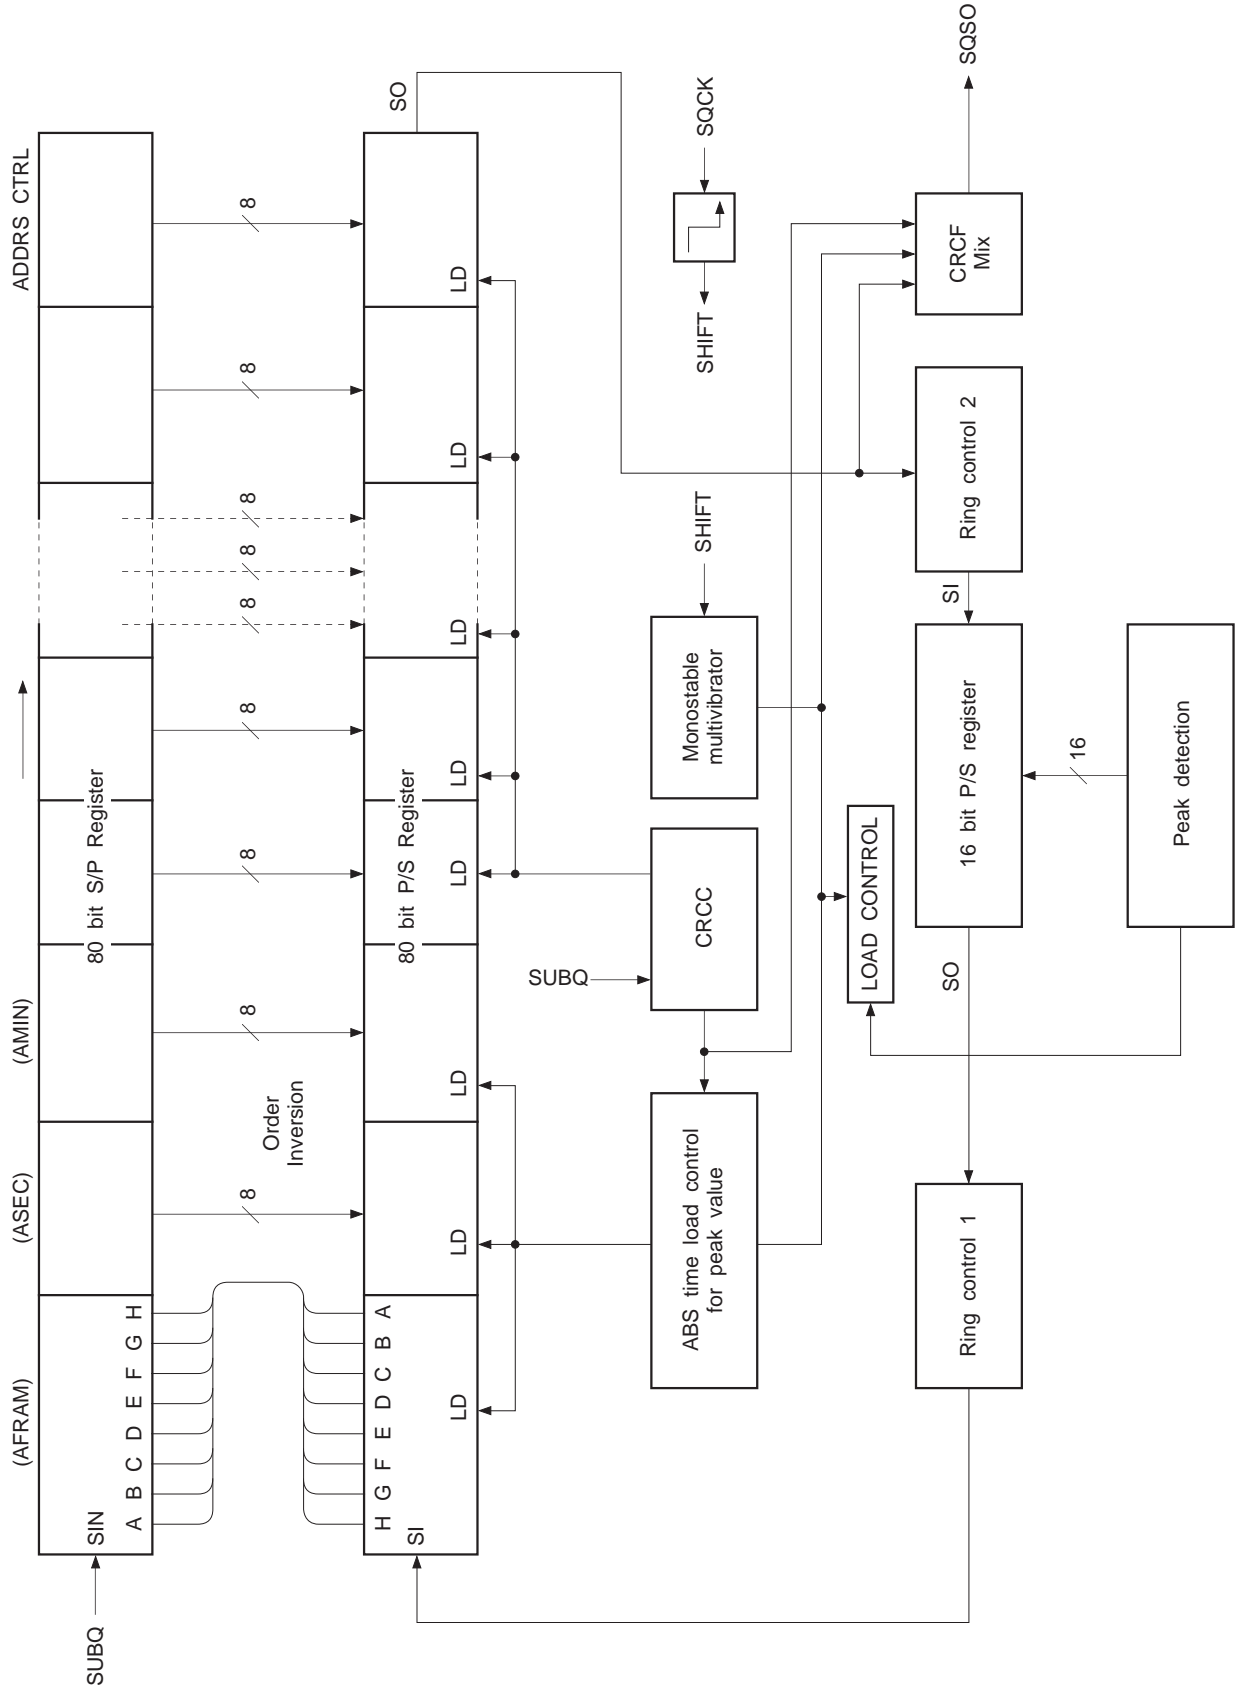 ADDRS CTRL
(AMIN)
(ASEC)
(AFRAM)
80 bit S/P Register
SUBQ
SIN
A B C D E F G H
8
8
8
8
8
8
8
8
8
Order
Inversion
H G F E D C B A
SI
80 bit P/S Register
SO
LD
LD
LD
LD
LD
LD
LD
LD
LD
SUBQ
CRCC
ABS time load control
for peak value
Monostable
multivibrator
SHIFT
SHIFT
SQCK
LOAD CONTROL
Ring control 1
SO
16 bit P/S register
SI
Ring control 2
CRCF
Mix
SQSO
16
Peak detection